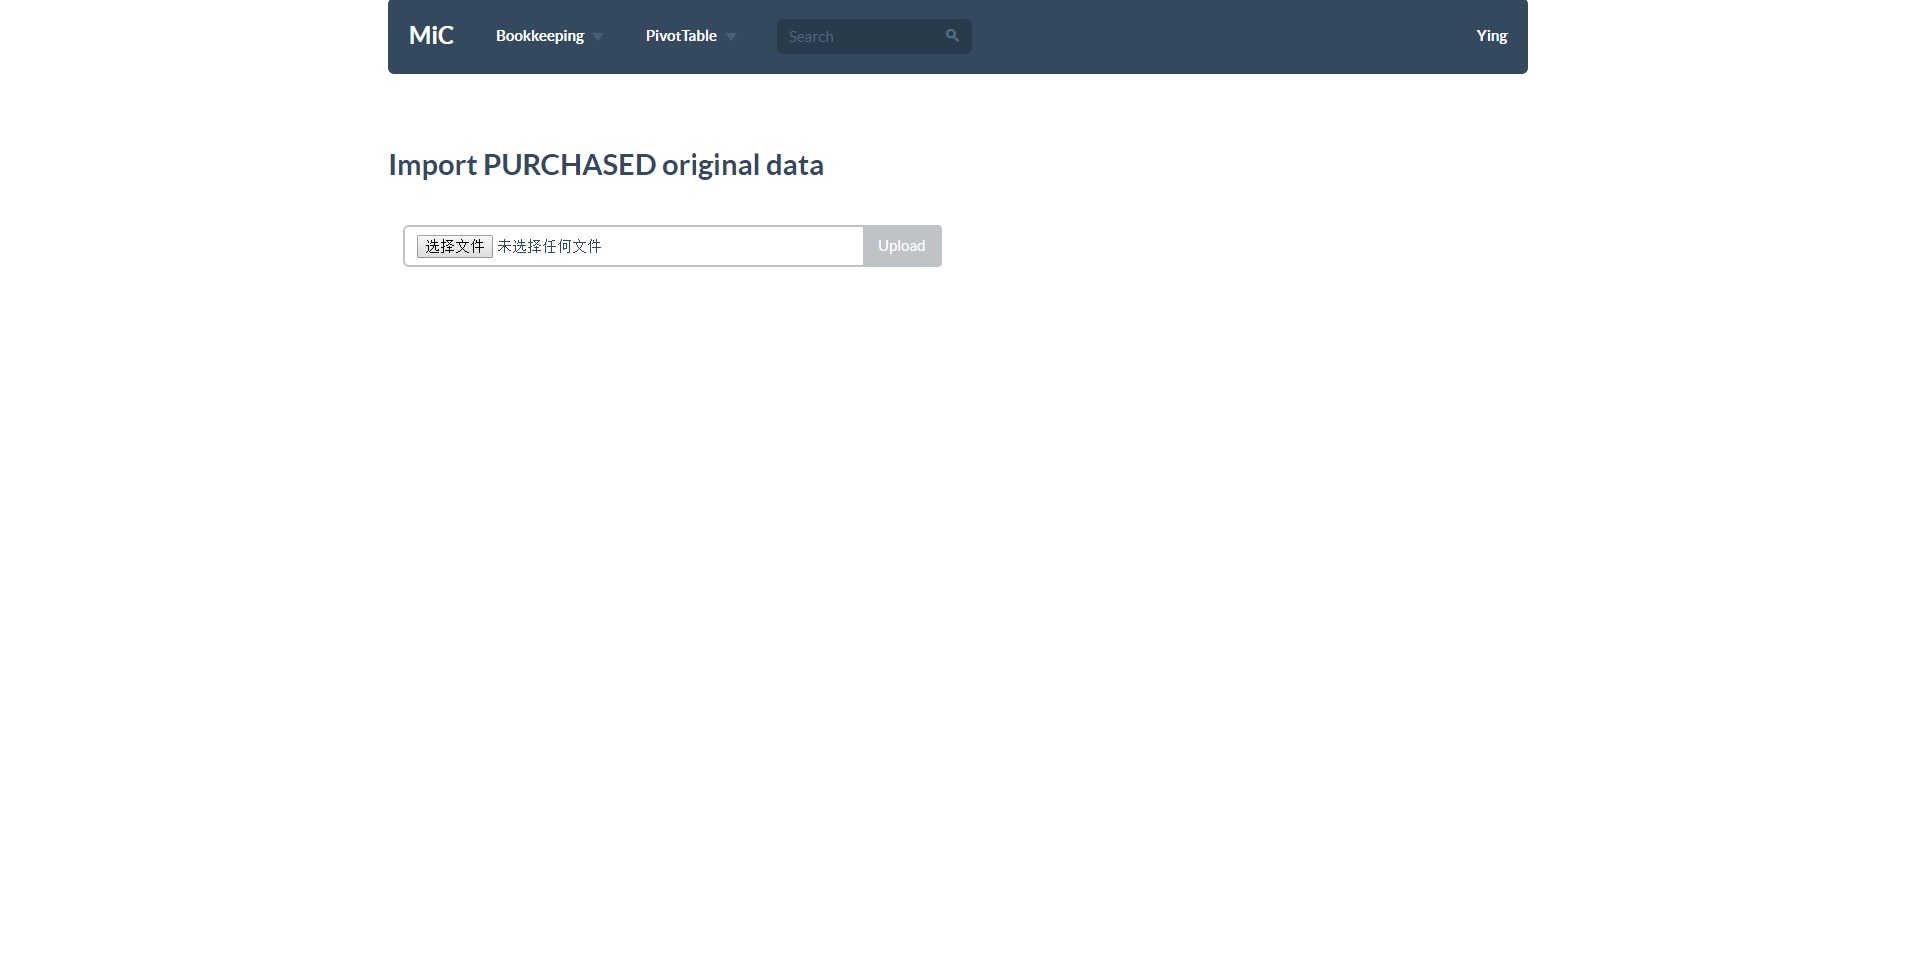 MiC Bookkeeping PivotTable Search Ying
Import PURCHASED original data
选择文件 未选择任何文件 Upload